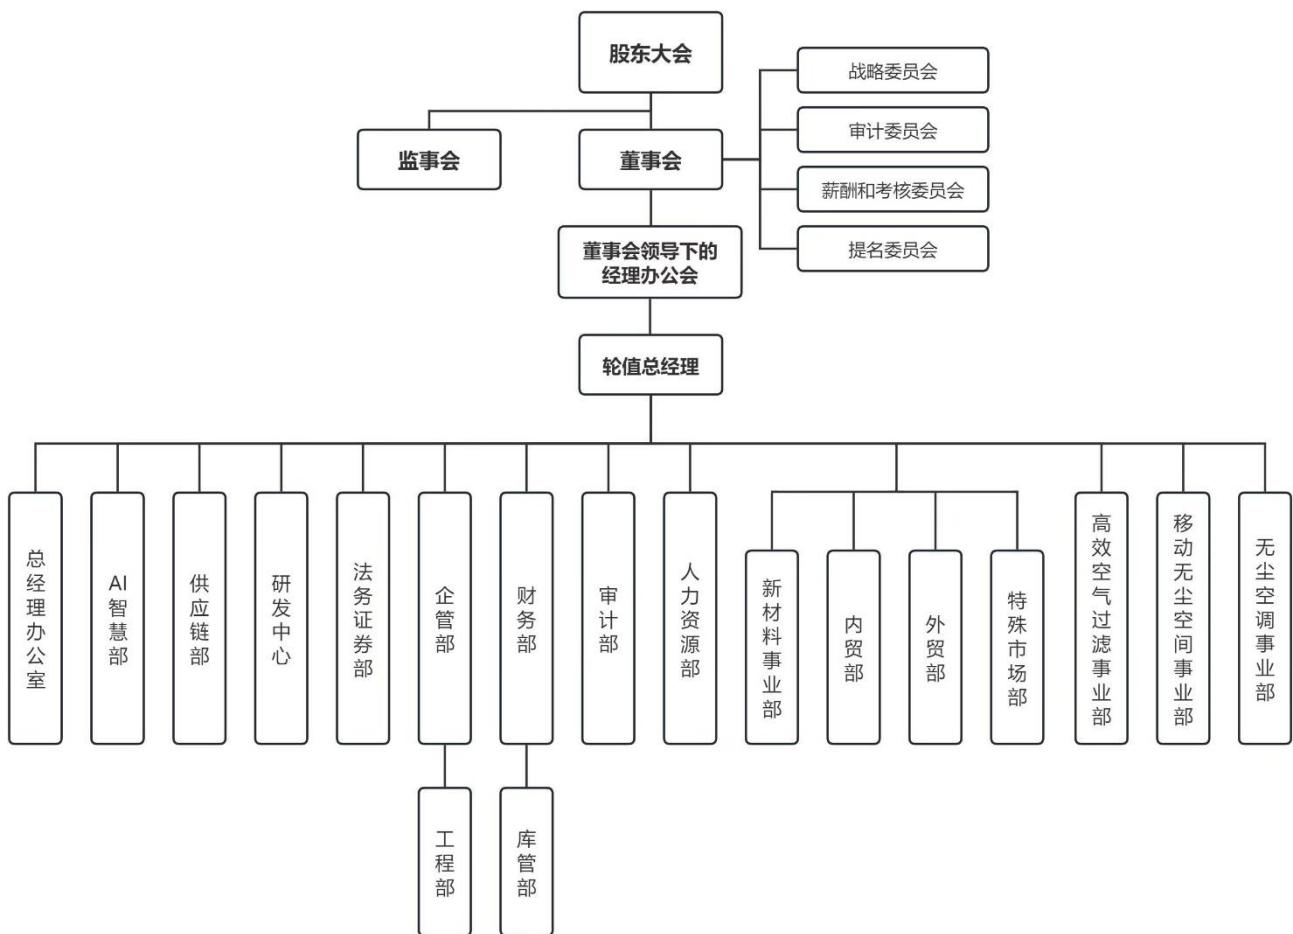 股东大会
战略委员会
审计委员会
监事会
董事会
薪酬和考核委员会
提名委员会
董事会领导下的
经理办公会
轮值总经理
总经理办公室
AI智慧部
供应链部
研发中心
法务证券部
企管部
财务部
审计部
人力资源部
新材料事业部
内贸部
外贸部
特殊市场部
高效空气过滤事业部
移动无尘空间事业部
无尘空调事业部
工程部
库管部